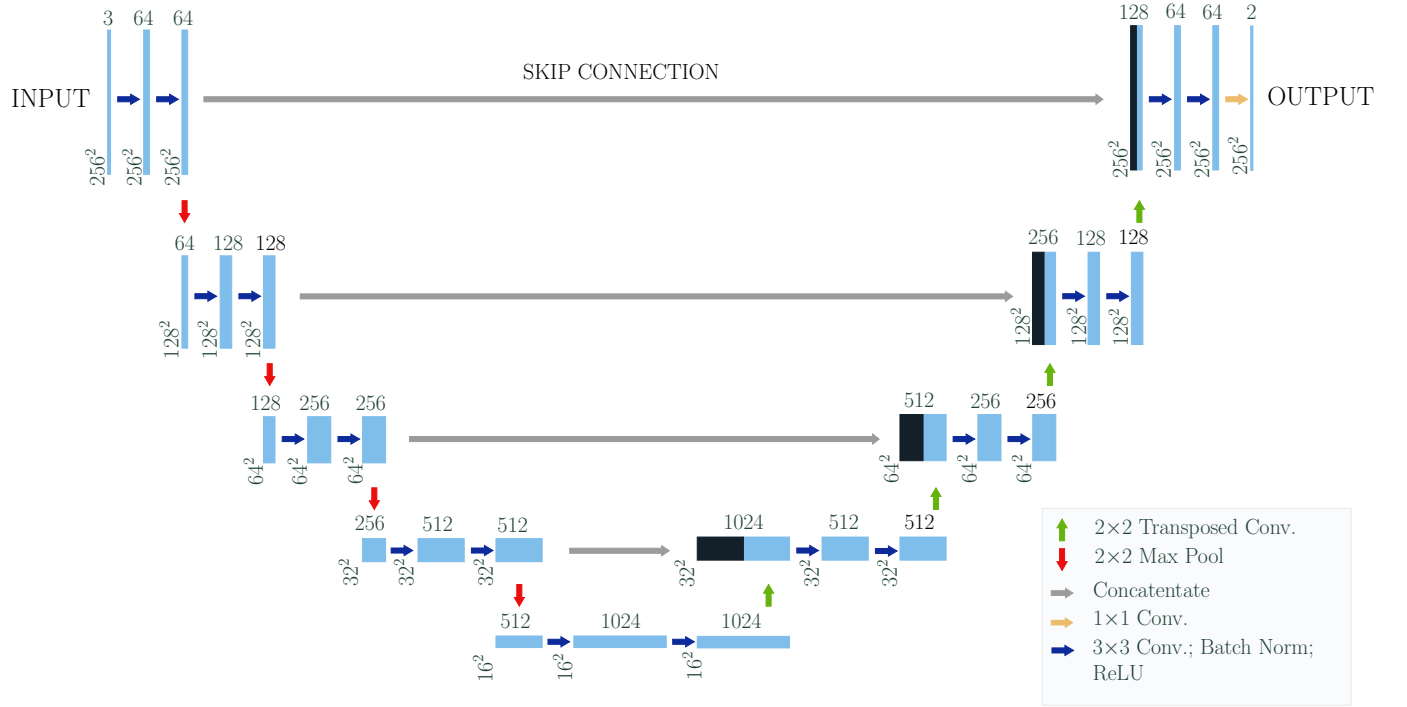 3 64 64
128 64 64 2
SKIP CONNECTION
INPUT
OUTPUT
256² 256² 256²
256² 256² 256² 256²
64 128 128
256 128 128
128² 128² 128²
128² 128² 128²
128 256 256
512 256 256
64² 64² 64²
64² 64² 64²
256 512 512
1024 512 512
32² 32² 32²
32² 32² 32²
512 1024 1024
16² 16² 16²
2×2 Transposed Conv.
2×2 Max Pool
Concatentate
1×1 Conv.
3×3 Conv.; Batch Norm;
ReLU